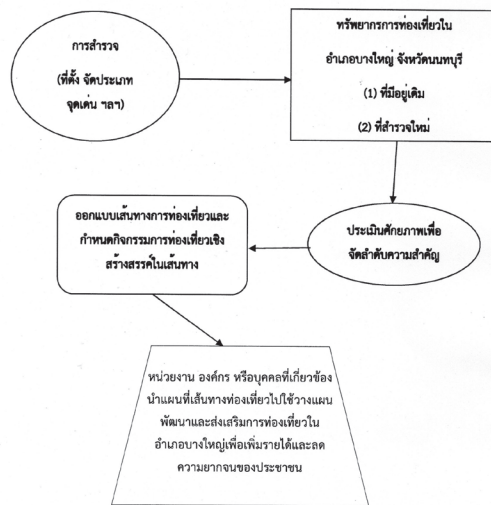 การสำรวจ
(ที่ตั้ง จัดประเภท
จุดเด่น ฯลฯ)
ทรัพยากรการท่องเที่ยวใน
อำเภอบางใหญ่ จังหวัดนนทบุรี
(1) ที่มีอยู่เดิม
(2) ที่สำรวจใหม่
ประเมินศักยภาพเพื่อ
จัดลำดับความสำคัญ
ออกแบบเส้นทางการท่องเที่ยวและ
กำหนดกิจกรรมการท่องเที่ยวเชิง
สร้างสรรค์ในเส้นทาง
หน่วยงาน องค์กร หรือบุคคลที่เกี่ยวข้อง
นำแผนที่เส้นทางท่องเที่ยวไปใช้วางแผน
พัฒนาและส่งเสริมการท่องเที่ยวใน
อำเภอบางใหญ่เพื่อเพิ่มรายได้และลด
ความยากจนของประชาชน